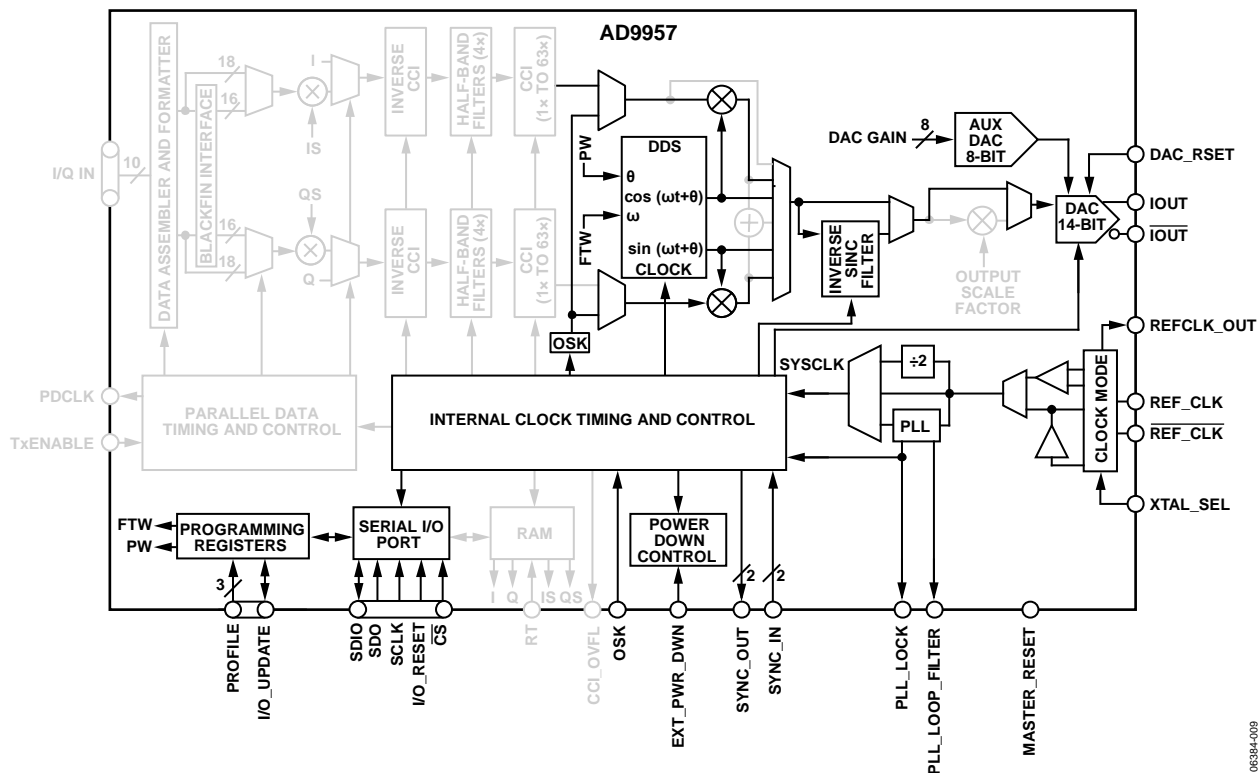 AD9957
DATA ASSEMBLER AND FORMATTER
BLACKFIN INTERFACE
18
16
16
18
I/Q IN
10
IS
QS
I
Q
INVERSE
CCI
HALF-BAND
FILTERS (4×)
CCI
(1× TO 63×)
INVERSE
CCI
HALF-BAND
FILTERS (4×)
CCI
(1× TO 63×)
PW
FTW
DDS
θ
cos (ωt+θ)
ω
sin (ωt+θ)
CLOCK
OSK
INVERSE
SINC
FILTER
DAC GAIN
8
AUX
DAC
8-BIT
DAC
14-BIT
OUTPUT
SCALE
FACTOR
DAC_RSET
IOUT
IOUT
REFCLK_OUT
REF_CLK
REF_CLK
XTAL_SEL
CLOCK MODE
SYSCLK
÷2
PLL
PDCLK
TxENABLE
PARALLEL DATA
TIMING AND CONTROL
INTERNAL CLOCK TIMING AND CONTROL
FTW
PW
PROGRAMMING
REGISTERS
SERIAL I/O
PORT
RAM
POWER
DOWN
CONTROL
3
I
Q
IS
QS
2
2
PROFILE
I/O_UPDATE
SDIO
SDO
SCLK
I/O_RESET
CS
RT
CCI_OVFL
OSK
EXT_PWR_DWN
SYNC_OUT
SYNC_IN
PLL_LOCK
PLL_LOOP_FILTER
MASTER_RESET
06384-009